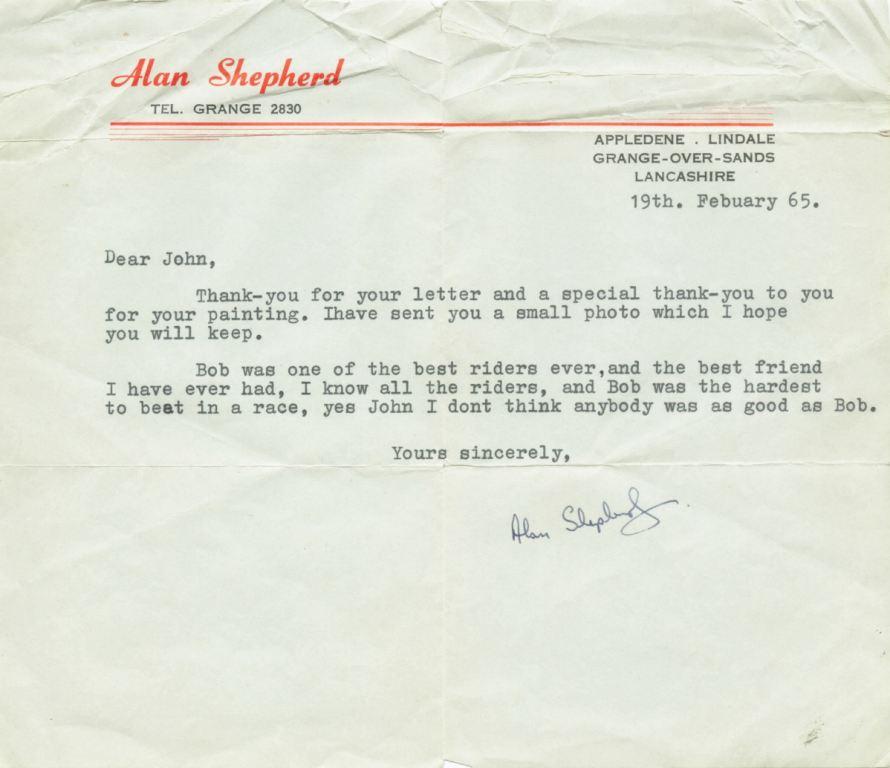 Alan Shepherd
TEL. GRANGE 2830
APPLEDENE . LINDALE
GRANGE-OVER-SANDS
LANCASHIRE
19th. Febuary 65.
Dear John,
Thank-you for your letter and a special thank-you to you
for your painting. Ihave sent you a small photo which I hope
you will keep.
Bob was one of the best riders ever,and the best friend
I have ever had, I know all the riders, and Bob was the hardest
to beat in a race, yes John I dont think anybody was as good as Bob.
Yours sincerely,
Alan Shepherd.